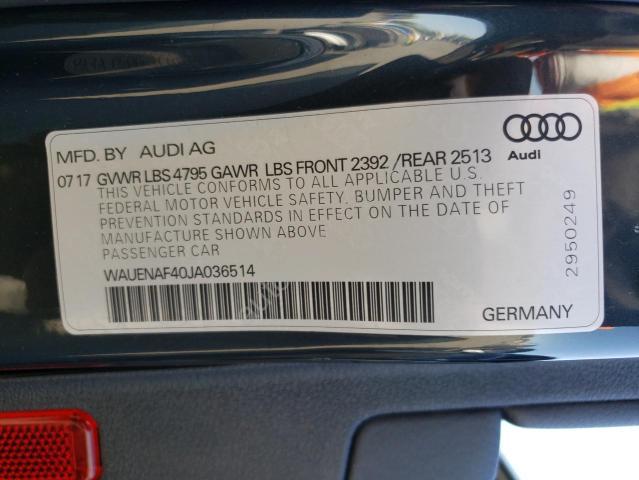 MFD. BY AUDI AG
07 17 GVWR LBS 4795 GAWR LBS FRONT 2392 /REAR 2513
THIS VEHICLE CONFORMS TO ALL APPLICABLE U.S.
FEDERAL MOTOR VEHICLE SAFETY, BUMPER AND THEFT
PREVENTION STANDARDS IN EFFECT ON THE DATE OF
MANUFACTURE SHOWN ABOVE
PASSENGER CAR
WAUENAF40JA036514
Audi
2950249
GERMANY